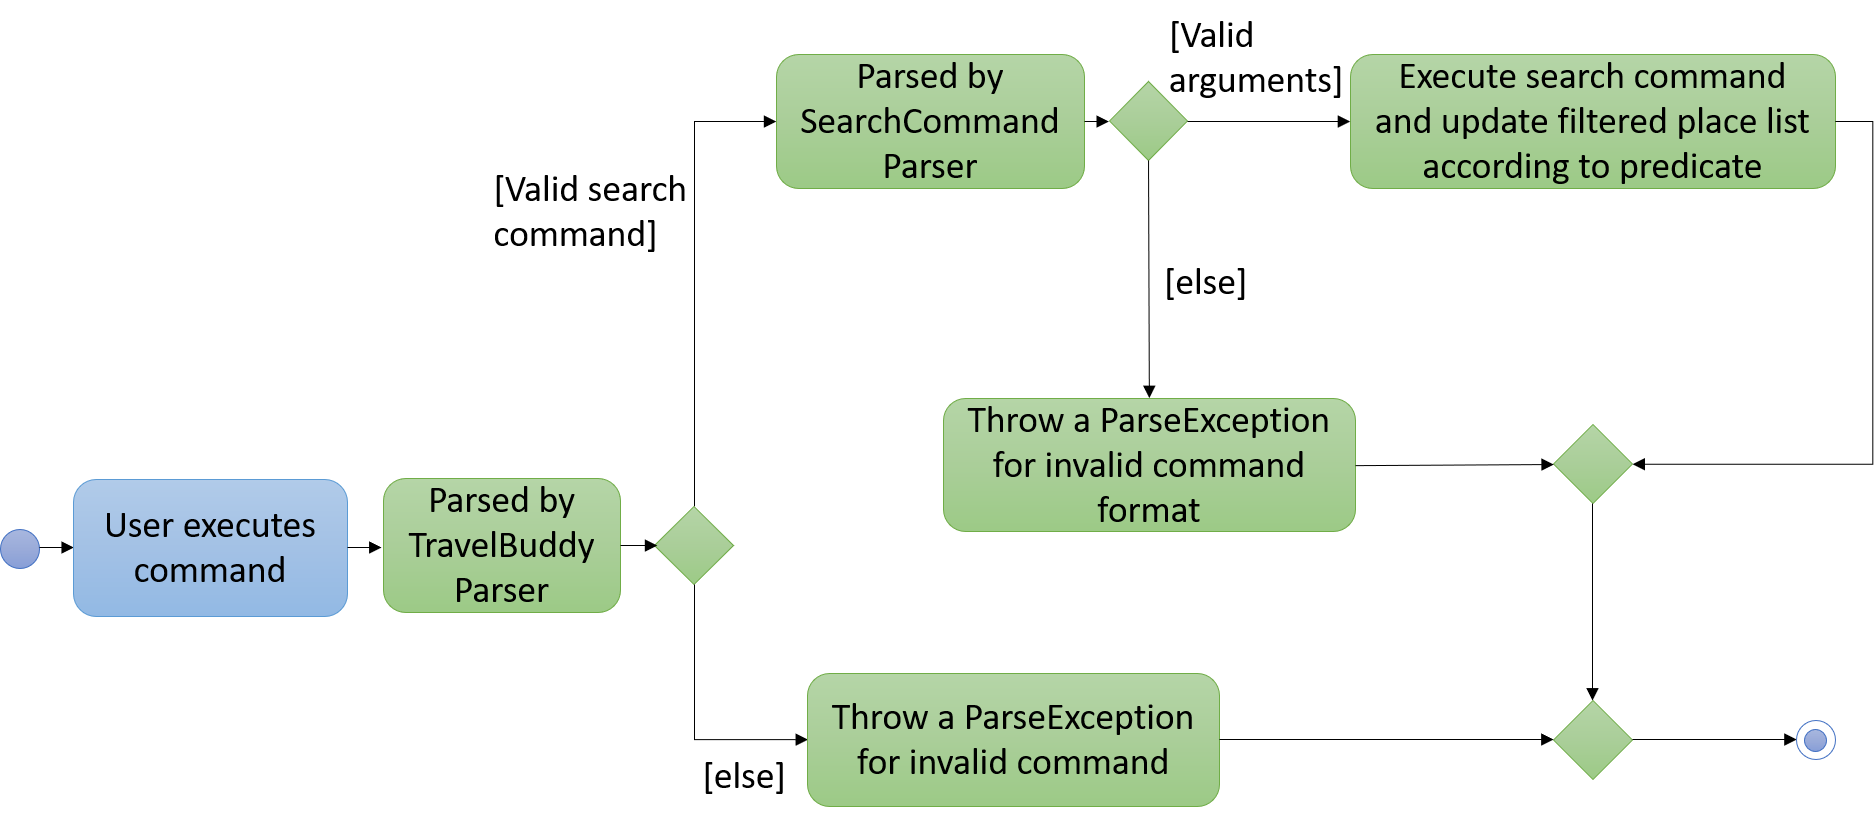 [Valid
arguments]
Parsed by
SearchCommand
Parser
Execute search command
and update filtered place list
according to predicate
[Valid search
command]
[else]
Throw a ParseException
for invalid command
format
User executes
command
Parsed by
TravelBuddy
Parser
Throw a ParseException
for invalid command
[else]